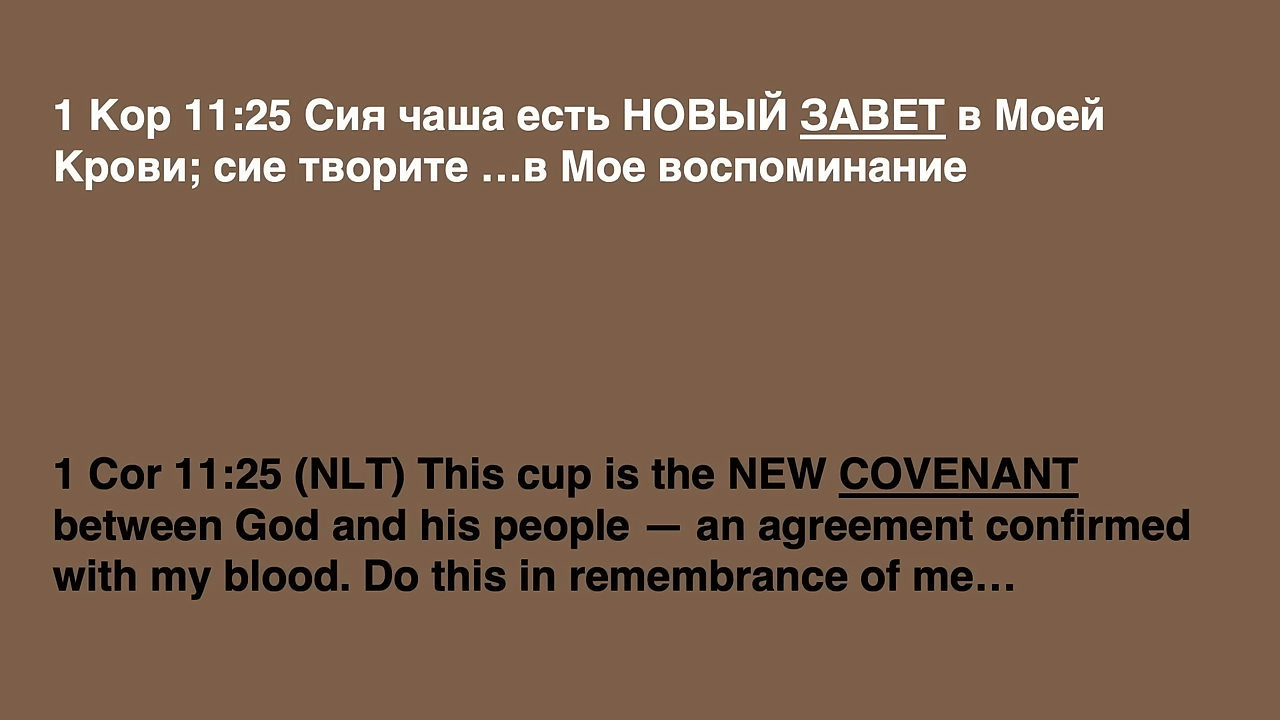 1 Кор 11:25 Сия чаша есть НОВЫЙ ЗАВЕТ в Моей
Крови; сие творите …в Мое воспоминание
1 Cor 11:25 (NLT) This cup is the NEW COVENANT
between God and his people — an agreement confirmed
with my blood. Do this in remembrance of me…